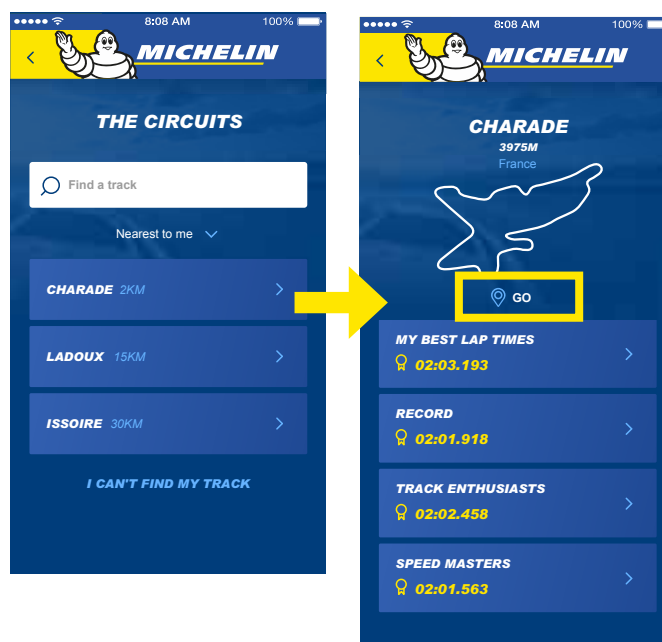 8:08 AM
100%
MICHELIN
THE CIRCUITS
Find a track
Nearest to me
CHARADE 2KM
LADOUX 15KM
ISSOIRE 30KM
I CAN'T FIND MY TRACK
8:08 AM
100%
MICHELIN
CHARADE
3975M
France
GO
MY BEST LAP TIMES
02:03.193
RECORD
02:01.918
TRACK ENTHUSIASTS
02:02.458
SPEED MASTERS
02:01.563